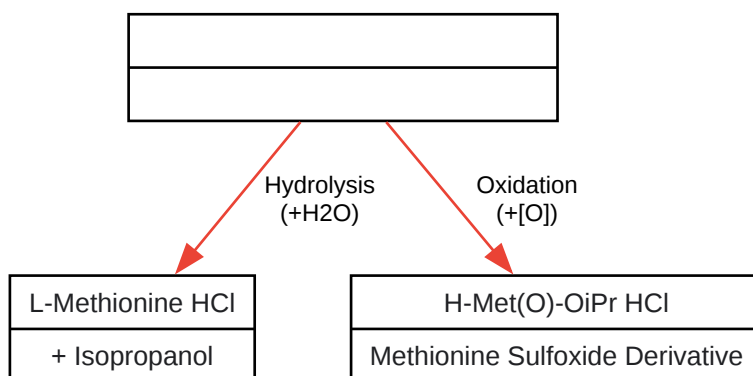 Hydrolysis
(+H2O)
Oxidation
(+[O])
L-Methionine HCl
+ Isopropanol
H-Met(O)-OiPr HCl
Methionine Sulfoxide Derivative